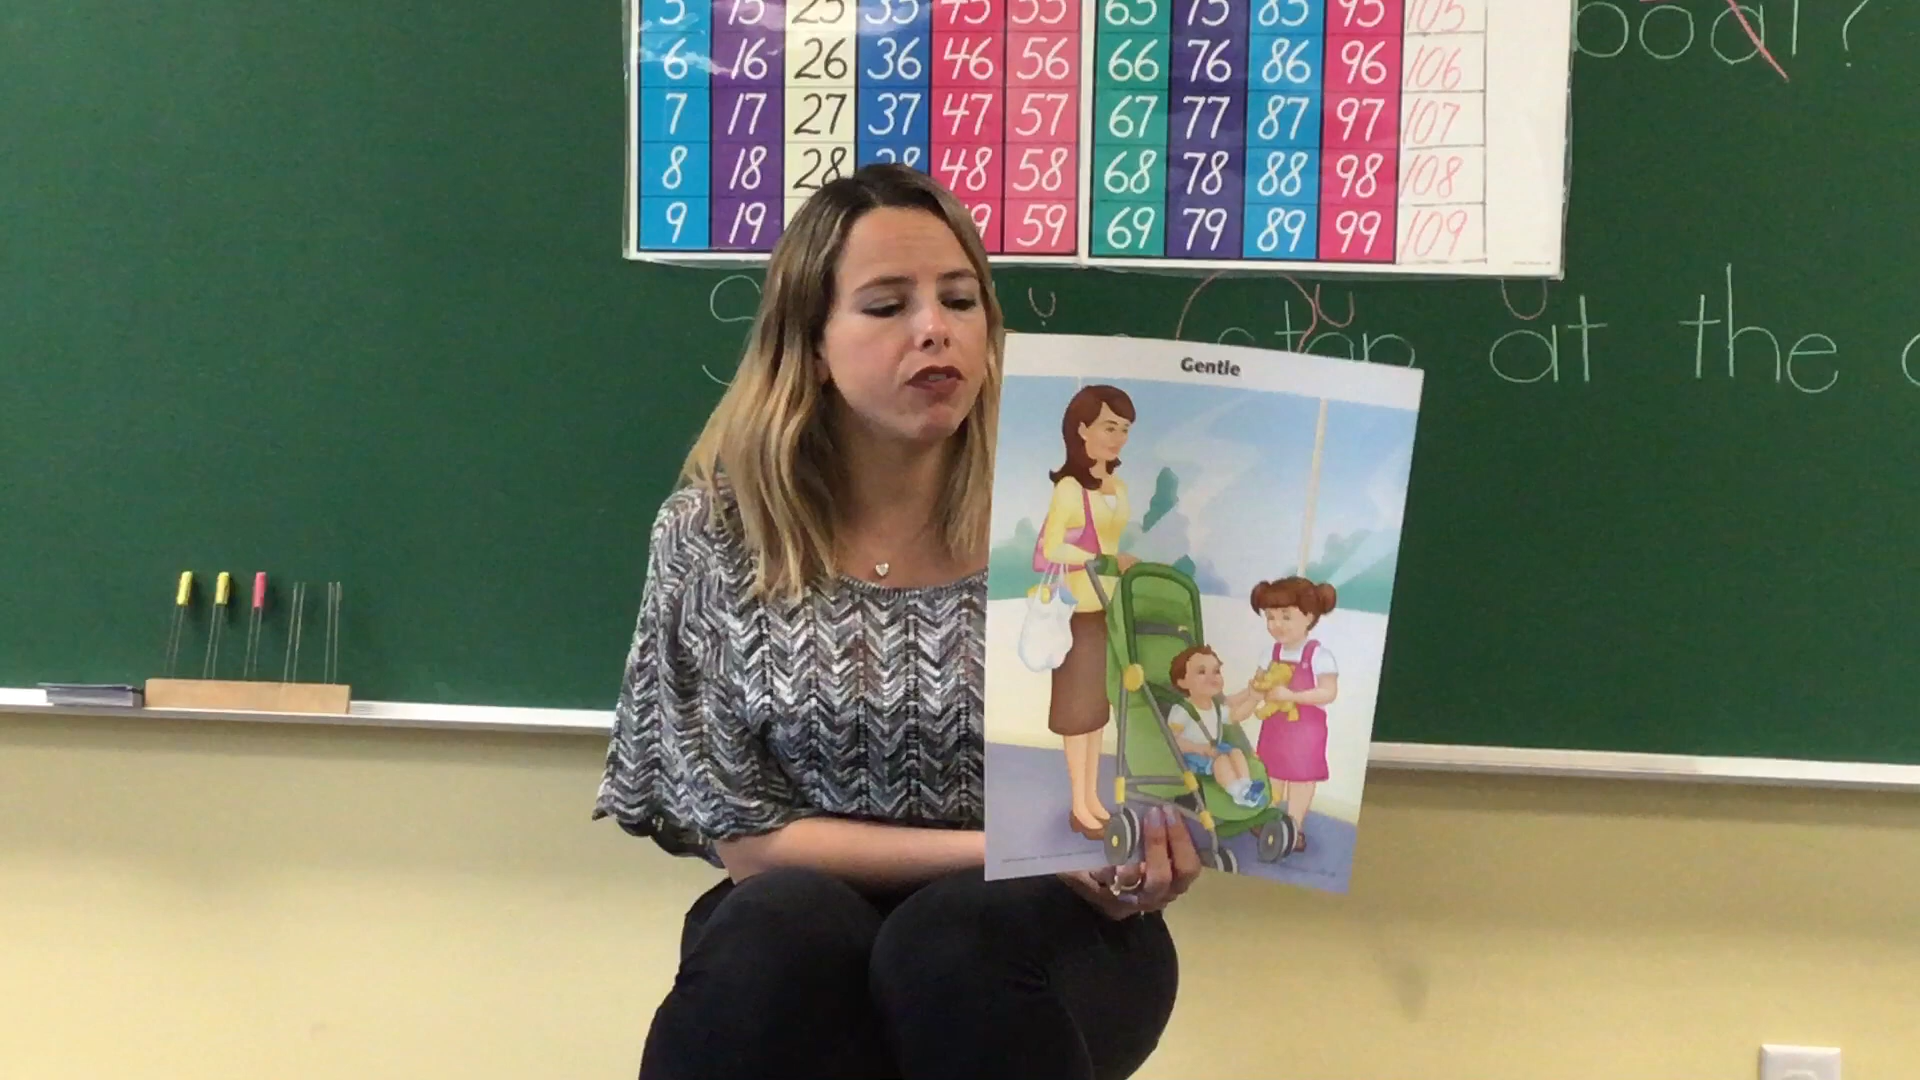 5 15 25 35 45 55 65 75 85 95 105
6 16 26 36 46 56 66 76 86 96 106
7 17 27 37 47 57 67 77 87 97 107
8 18 28 38 48 58 68 78 88 98 108
9 19 59 69 79 89 99 109
?
stop at the
Gentle